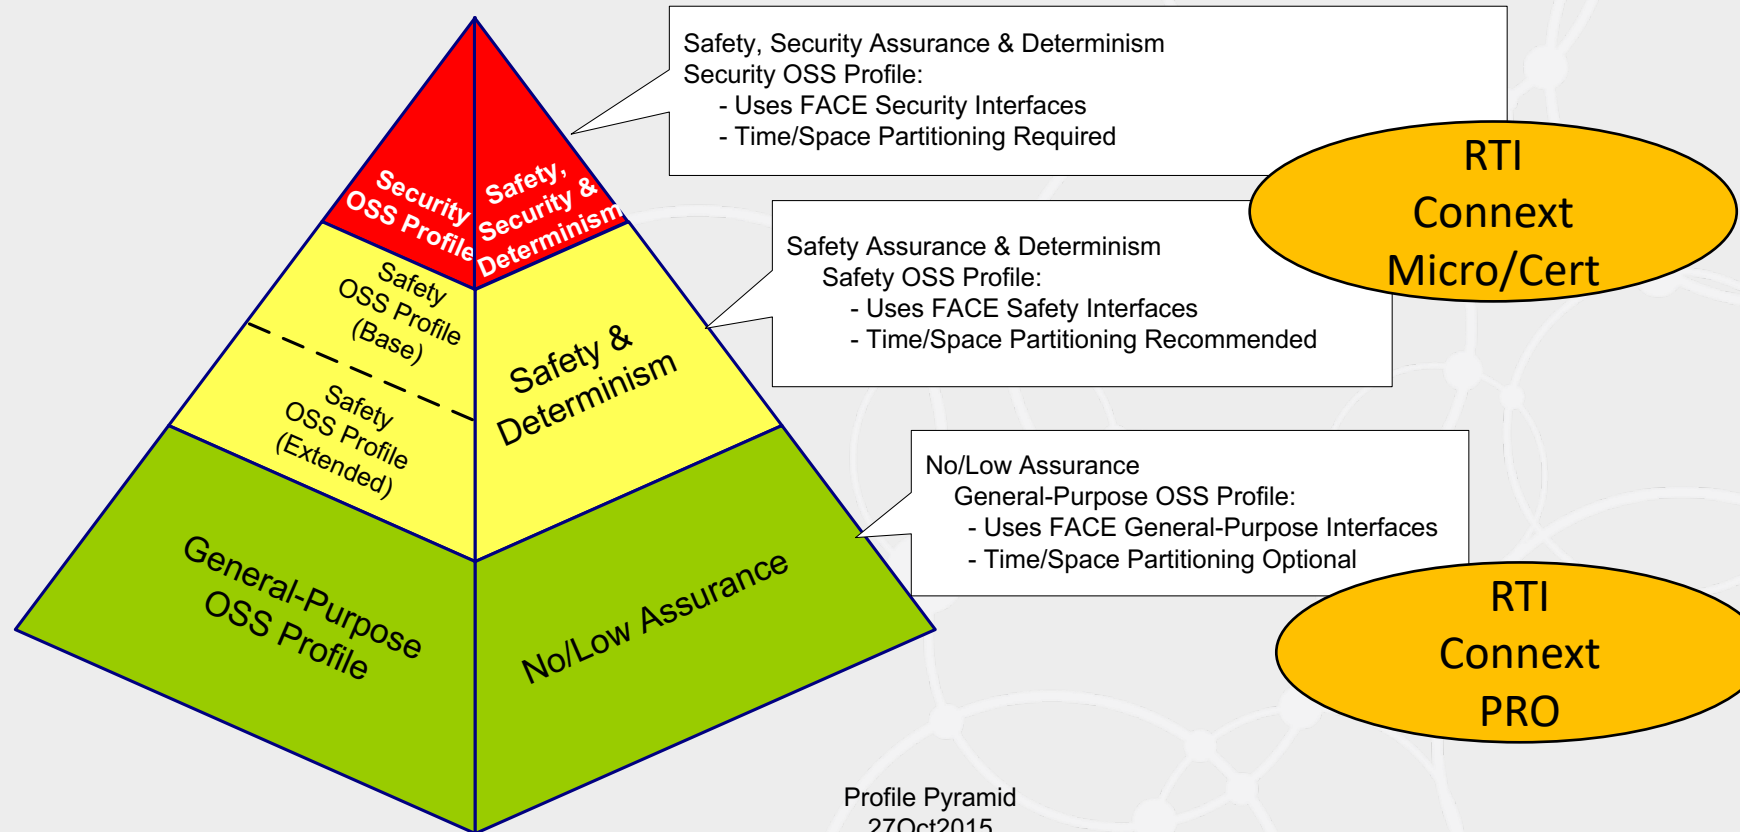 Security
OSS Profile
Safety,
Security &
Determinism
Safety
OSS Profile
(Base)
Safety
OSS Profile
(Extended)
Safety &
Determinism
General-Purpose
OSS Profile
No/Low Assurance
Safety, Security Assurance & Determinism
Security OSS Profile:
- Uses FACE Security Interfaces
- Time/Space Partitioning Required
RTI
Connext
Micro/Cert
Safety Assurance & Determinism
Safety OSS Profile:
- Uses FACE Safety Interfaces
- Time/Space Partitioning Recommended
No/Low Assurance
General-Purpose OSS Profile:
- Uses FACE General-Purpose Interfaces
- Time/Space Partitioning Optional
RTI
Connext
PRO
Profile Pyramid
27Oct2015